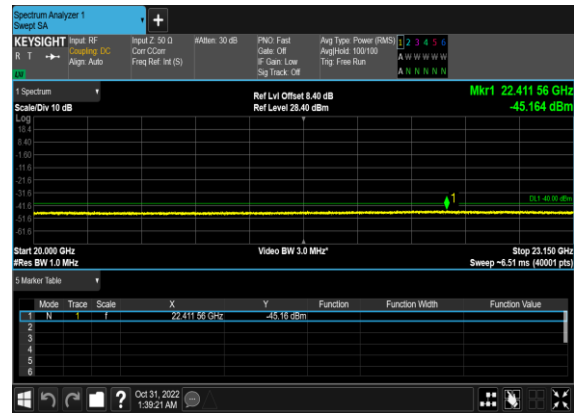 Spectrum Analyzer 1
Swept SA
KEYSIGHT Input: RF Input Z: 50 Ω #Atten: 30 dB PNO: Fast Avg Type: Power (RMS) 1 2 3 4 5 6
R T Coupling: DC Corr CCorr Gate: Off Avg|Hold: 100/100 A W W W W W
Align: Auto Freq Ref: Int (S) IF Gain: Low Trig: Free Run
Sig Track: Off A N N N N N
1 Spectrum Ref Lvl Offset 8.40 dB Mkr1 22.411 56 GHz
Scale/Div 10 dB Ref Level 28.40 dBm -45.164 dBm
Log
18.4
8.40
-1.60
-11.6
-21.6
-31.6
1
DL1 -40.00 dBm
-41.6
-51.6
-61.6
Start 20.000 GHz Video BW 3.0 MHz* Stop 23.150 GHz
#Res BW 1.0 MHz Sweep ~6.51 ms (40001 pts)
5 Marker Table
Mode Trace Scale X Y Function Function Width Function Value
1 N 1 f 22.411 56 GHz -45.16 dBm
2
3
4
5
6
? Oct 31, 2022
1:39:21 AM